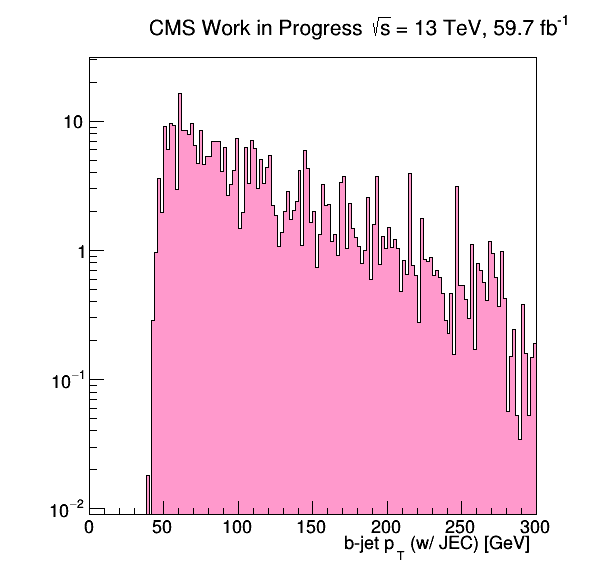 CMS Work in Progress √s = 13 TeV, 59.7 fb⁻¹
10
1
10⁻¹
10⁻²
0 50 100 150 200 250 300
b-jet p_T (w/ JEC) [GeV]